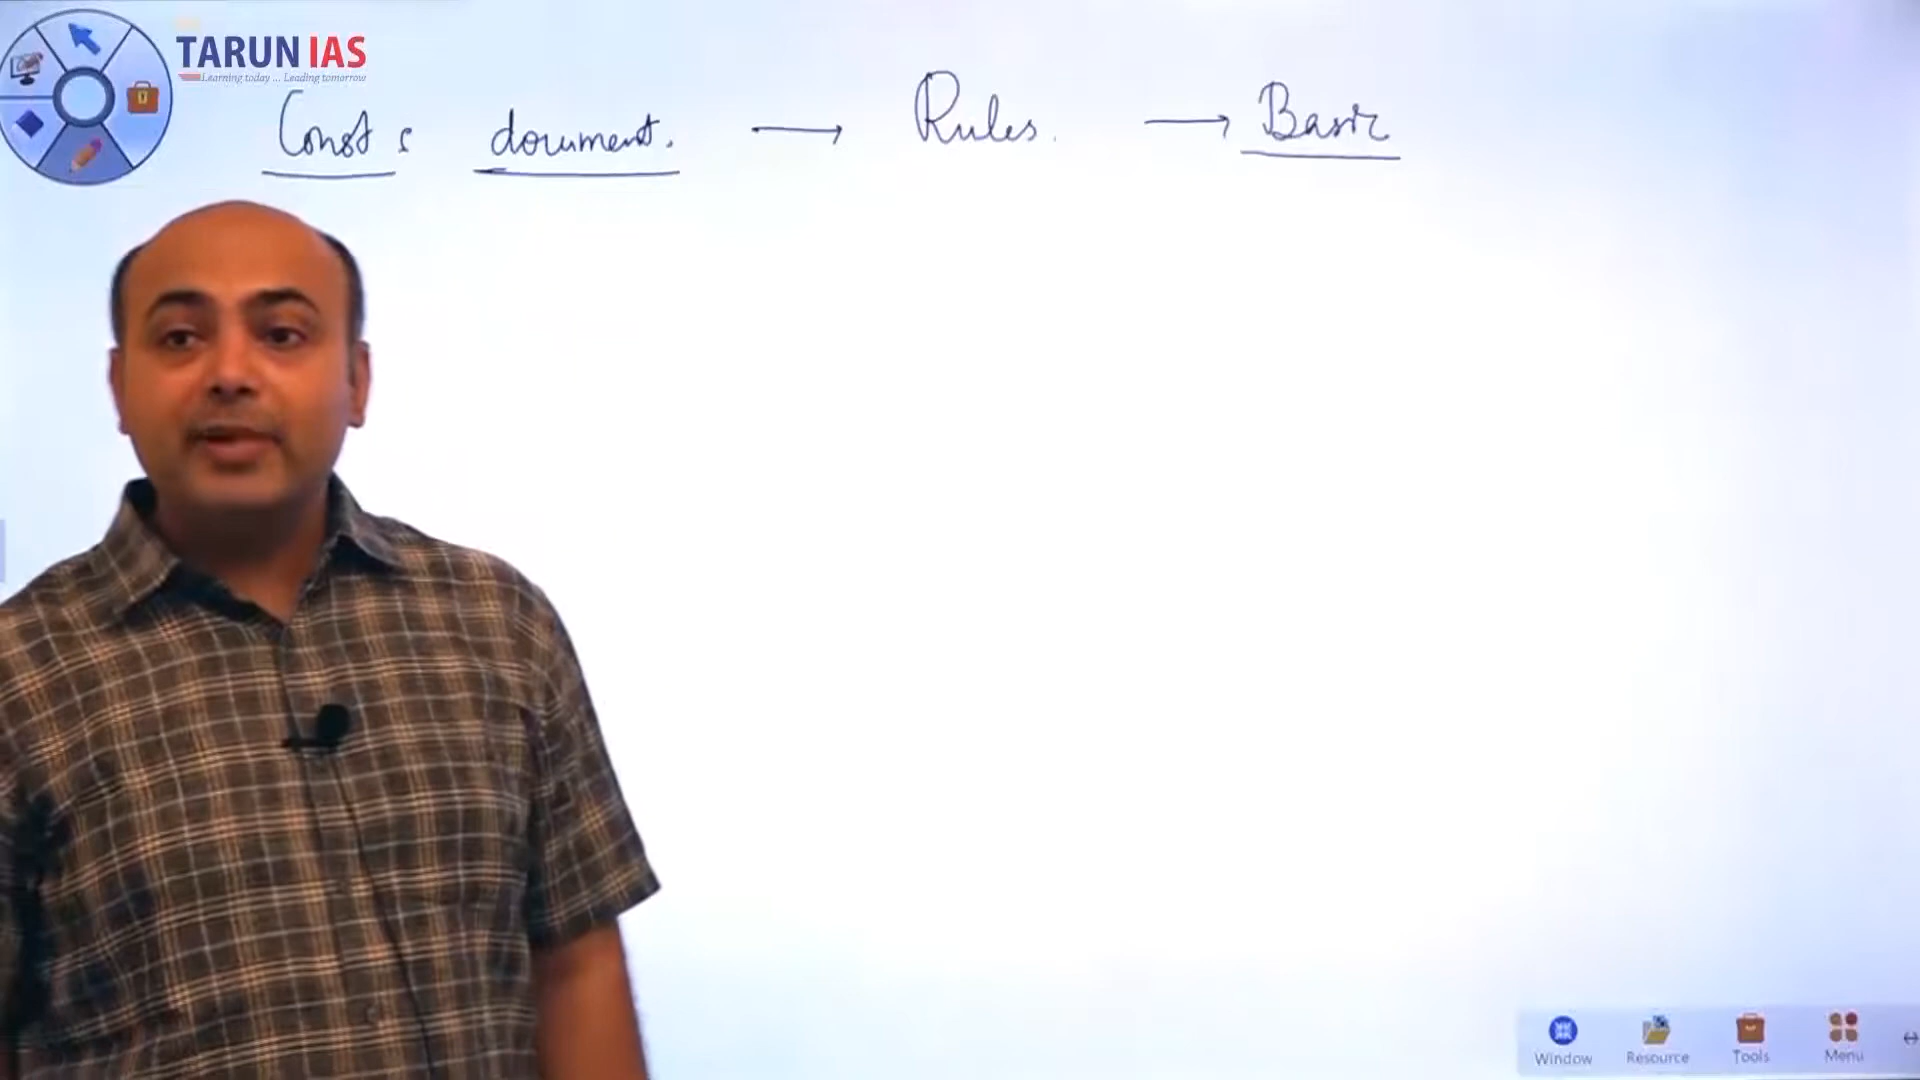 TARUN IAS
Learning today ... Leading tomorrow
Const : document. → Rules. → Basic
Window Resource Tools Menu